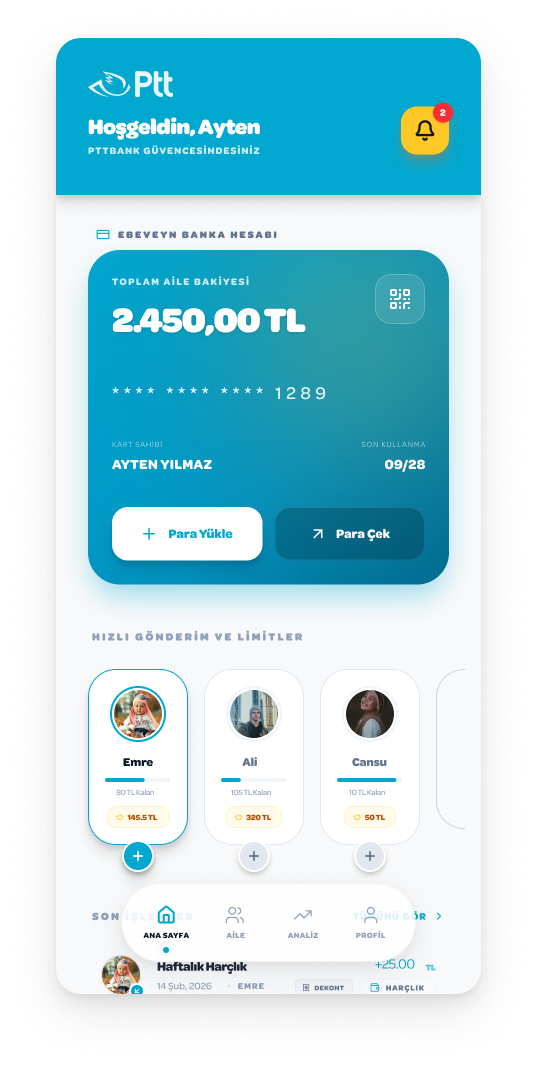 Ptt
Hoşgeldin, Ayten
PTTBANK GÜVENCESİNDESİNİZ
2
EBEVEYN BANKA HESABI
TOPLAM AİLE BAKİYESİ
2.450,00 TL
**** **** **** 1289
KART SAHİBİ
SON KULLANMA
AYTEN YILMAZ
09/28
Para Yükle
Para Çek
HIZLI GÖNDERİM VE LİMİTLER
Emre
Ali
Cansu
80 TL Kalan
105 TL Kalan
10 TL Kalan
145.5 TL
320 TL
50 TL
SON İŞLEMLER
TÜMÜNÜ GÖR
ANA SAYFA
AİLE
ANALİZ
PROFİL
Haftalık Harçlık
+25.00 TL
14 Şub, 2026 · EMRE
DEKONT
HARÇLIK